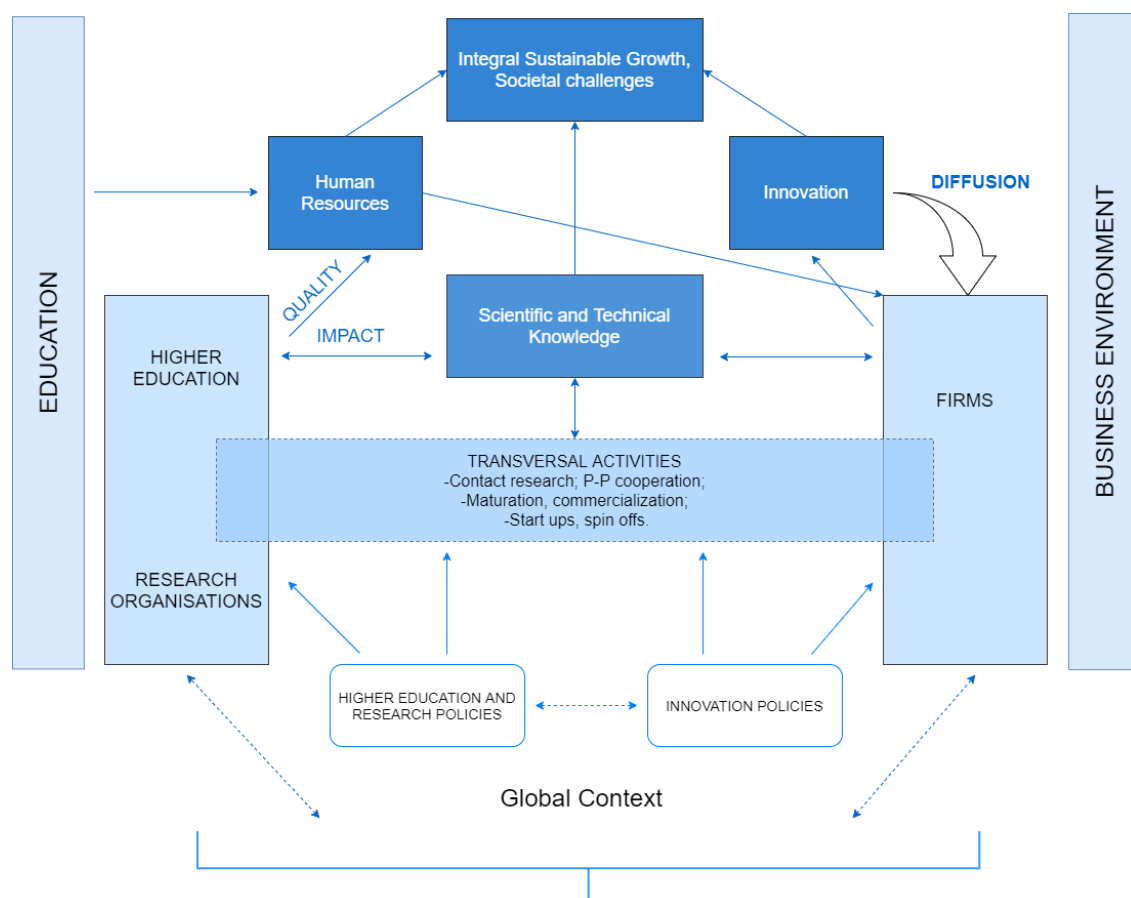 Integral Sustainable Growth,
Societal challenges
Human
Resources
Innovation
DIFFUSION
EDUCATION
BUSINESS ENVIRONMENT
QUALITY
IMPACT
Scientific and Technical
Knowledge
HIGHER
EDUCATION
FIRMS
TRANSVERSAL ACTIVITIES
-Contact research; P-P cooperation;
-Maturation, commercialization;
-Start ups, spin offs.
RESEARCH
ORGANISATIONS
HIGHER EDUCATION AND
RESEARCH POLICIES
INNOVATION POLICIES
Global Context